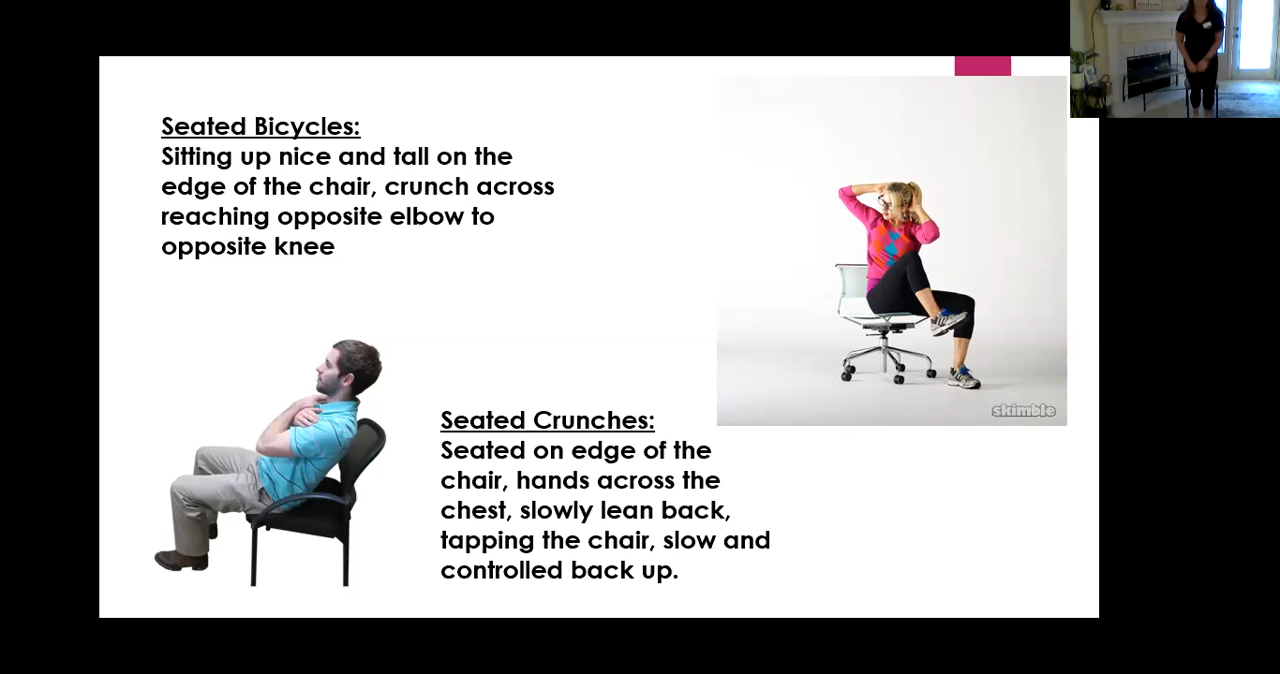 Seated Bicycles:
Sitting up nice and tall on the
edge of the chair, crunch across
reaching opposite elbow to
opposite knee
skimble
Seated Crunches:
Seated on edge of the
chair, hands across the
chest, slowly lean back,
tapping the chair, slow and
controlled back up.